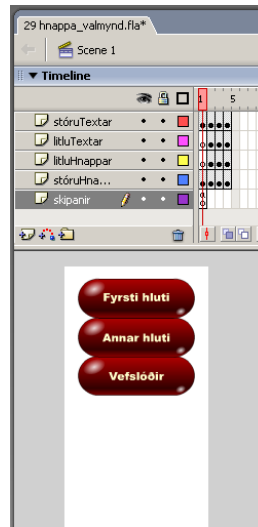 29 hnappa_valmynd.fla*
Scene 1
Timeline
1 5
stóruTextar
litluTextar
litluHnappar
stóruHna...
skipanir
Fyrsti hluti
Annar hluti
Vefslóðir